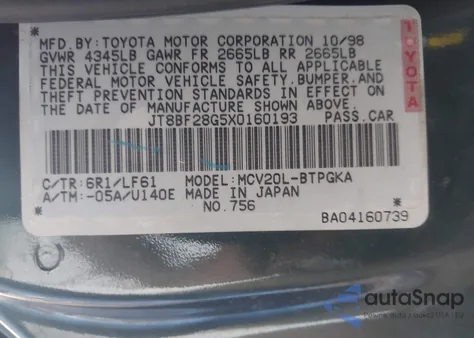 MFD. BY: TOYOTA MOTOR CORPORATION 10/98
GVWR 4345LB GAWR FR 2665LB RR 2665LB
THIS VEHICLE CONFORMS TO ALL APPLICABLE
FEDERAL MOTOR VEHICLE SAFETY, BUMPER, AND
THEFT PREVENTION STANDARDS IN EFFECT ON
THE DATE OF MANUFACTURE SHOWN ABOVE.
JT8BF28G5X0160193 PASS. CAR
C/TR: 6R1/LF61 MODEL: MCV20L-BTPGKA
A/TM: -05A/U140E MADE IN JAPAN
NO. 756
BA04160739
TOYOTA
autoSnap